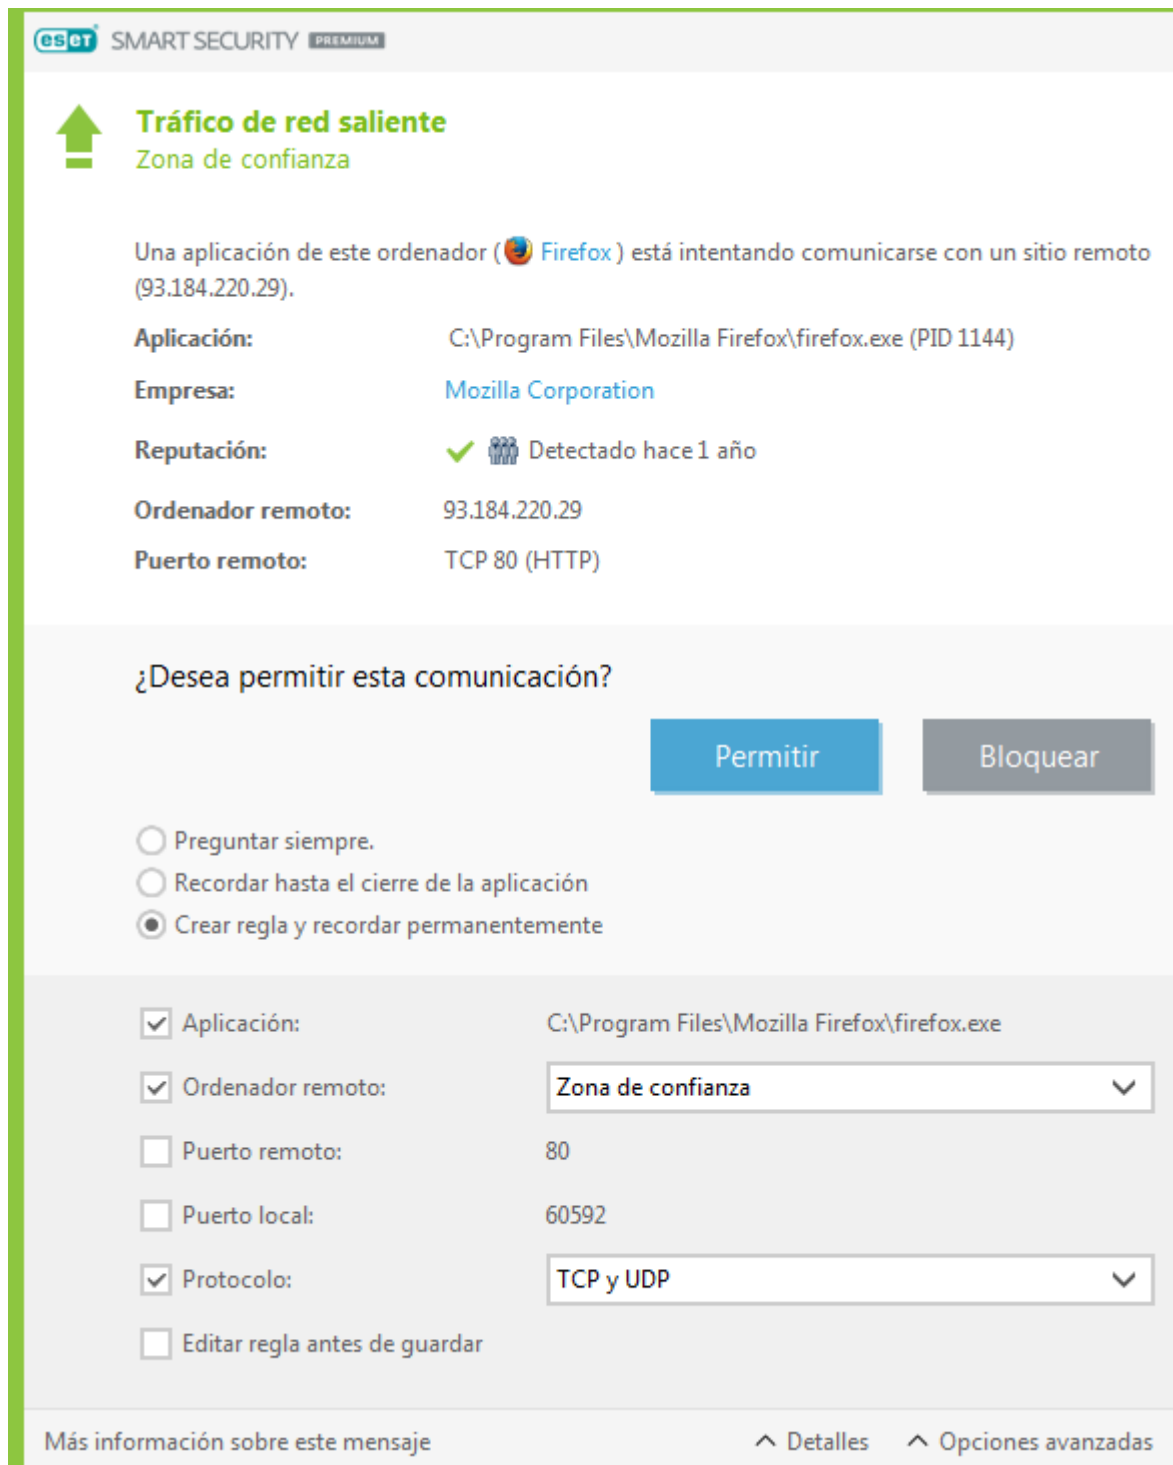 eset SMART SECURITY PREMIUM
Tráfico de red saliente
Zona de confianza
Una aplicación de este ordenador ( Firefox ) está intentando comunicarse con un sitio remoto
(93.184.220.29).
Aplicación: C:\Program Files\Mozilla Firefox\firefox.exe (PID 1144)
Empresa: Mozilla Corporation
Reputación: Detectado hace 1 año
Ordenador remoto: 93.184.220.29
Puerto remoto: TCP 80 (HTTP)
¿Desea permitir esta comunicación?
Permitir Bloquear
Preguntar siempre.
Recordar hasta el cierre de la aplicación
Crear regla y recordar permanentemente
Aplicación: C:\Program Files\Mozilla Firefox\firefox.exe
Ordenador remoto: Zona de confianza
Puerto remoto: 80
Puerto local: 60592
Protocolo: TCP y UDP
Editar regla antes de guardar
Más información sobre este mensaje Detalles Opciones avanzadas